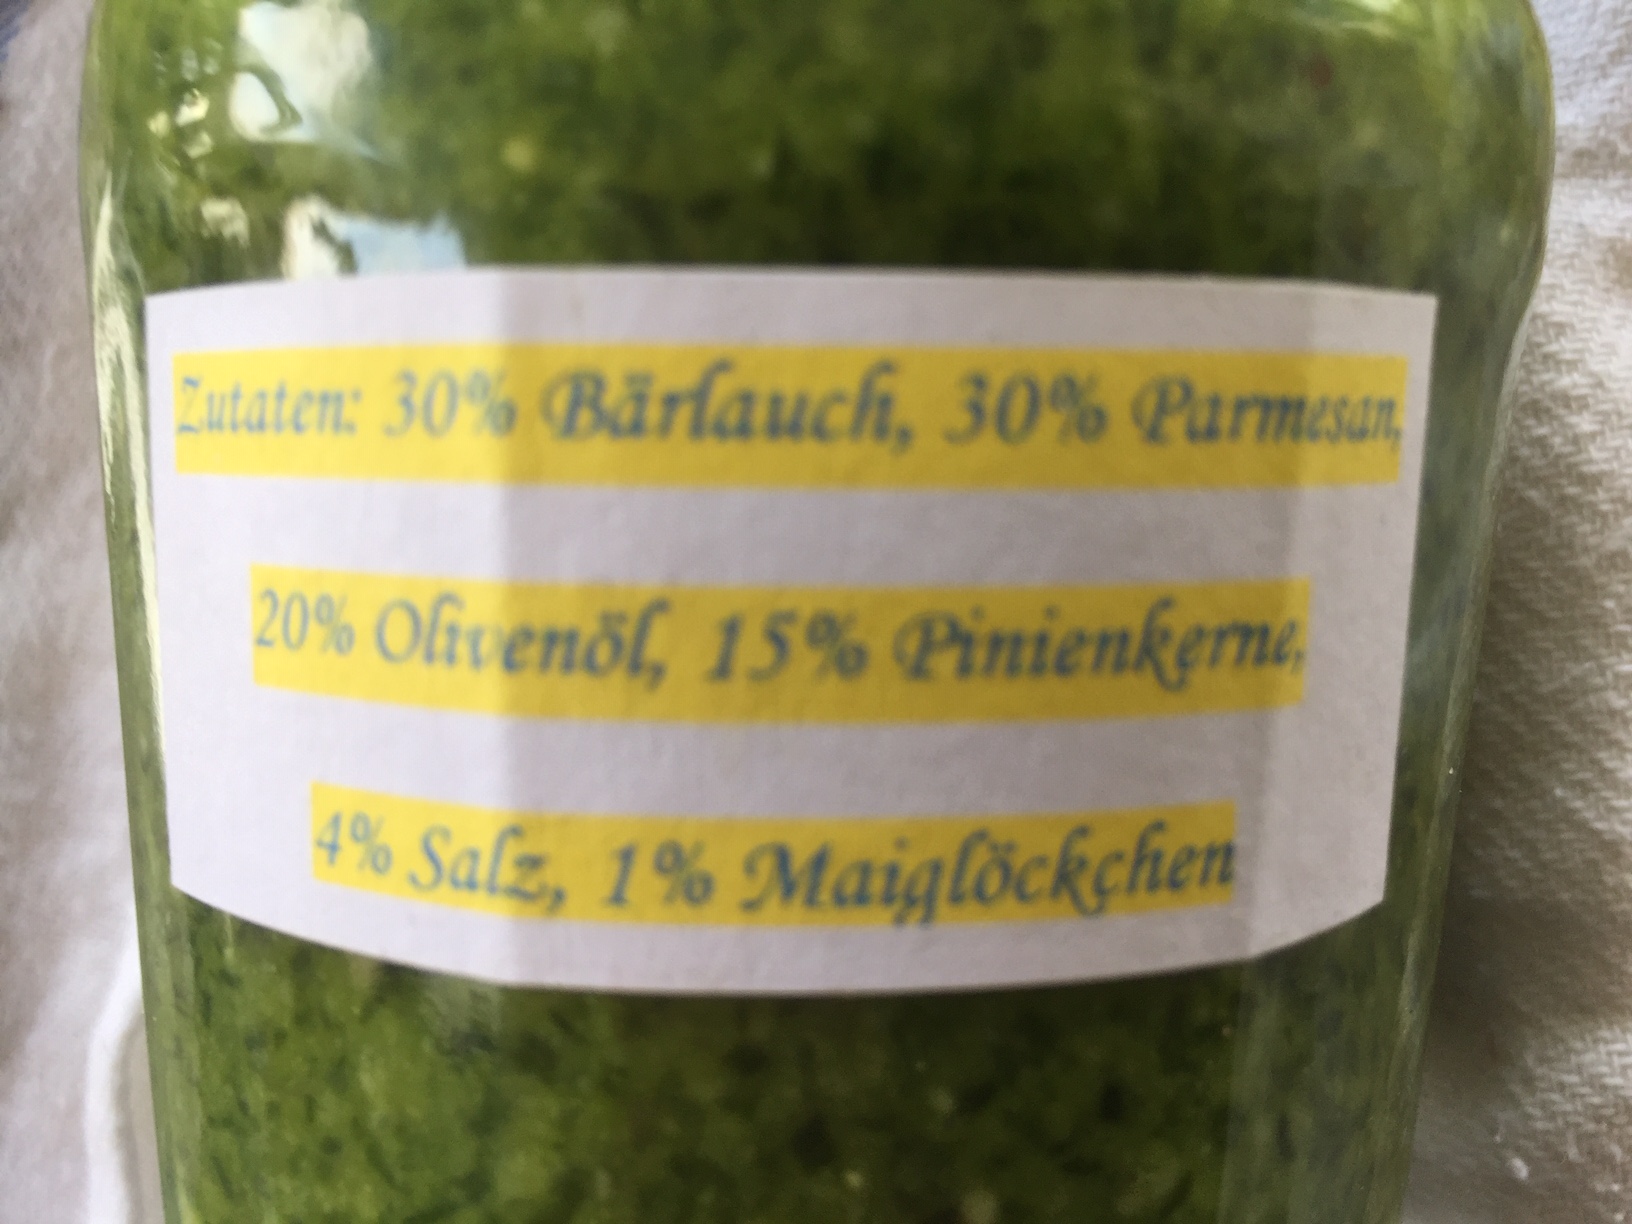 Zutaten: 30% Bärlauch, 30% Parmesan,
20% Olivenöl, 15% Pinienkerne,
4% Salz, 1% Maiglöckchen